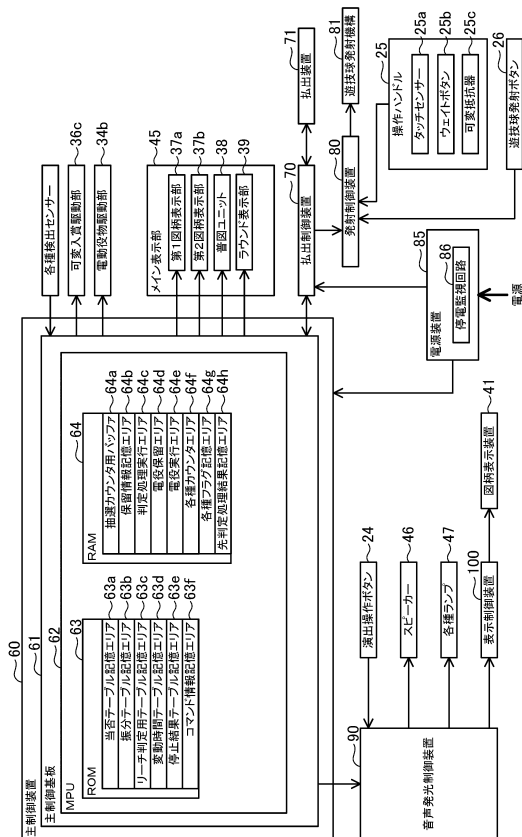 主制御装置
60
主制御基板
61
MPU
62
ROM
63
当否テーブル記憶エリア
63a
振分テーブル記憶エリア
63b
リーチ判定用テーブル記憶エリア
63c
変動時間テーブル記憶エリア
63d
停止結果テーブル記憶エリア
63e
コマンド情報記憶エリア
63f
RAM
64
抽選カウンタ用バッファ
64a
保留情報記憶エリア
64b
判定処理実行エリア
64c
電役保留エリア
64d
電役実行エリア
64e
各種カウンタエリア
64f
各種フラグ記憶エリア
64g
先判定処理結果記憶エリア
64h
各種検出センサー
可変入賞駆動部
36c
電動役物駆動部
34b
メイン表示部
45
第1図柄表示部
37a
第2図柄表示部
37b
普図ユニット
38
ラウンド表示部
39
払出制御装置
70
払出装置
71
発射制御装置
80
遊技球発射機構
81
操作ハンドル
25
タッチセンサー
25a
ウェイトボタン
25b
可変抵抗器
25c
遊技球発射ボタン
26
電源装置
85
停電監視回路
86
電源
音声発光制御装置
90
演出操作ボタン
24
スピーカー
46
各種ランプ
47
表示制御装置
100
図柄表示装置
41